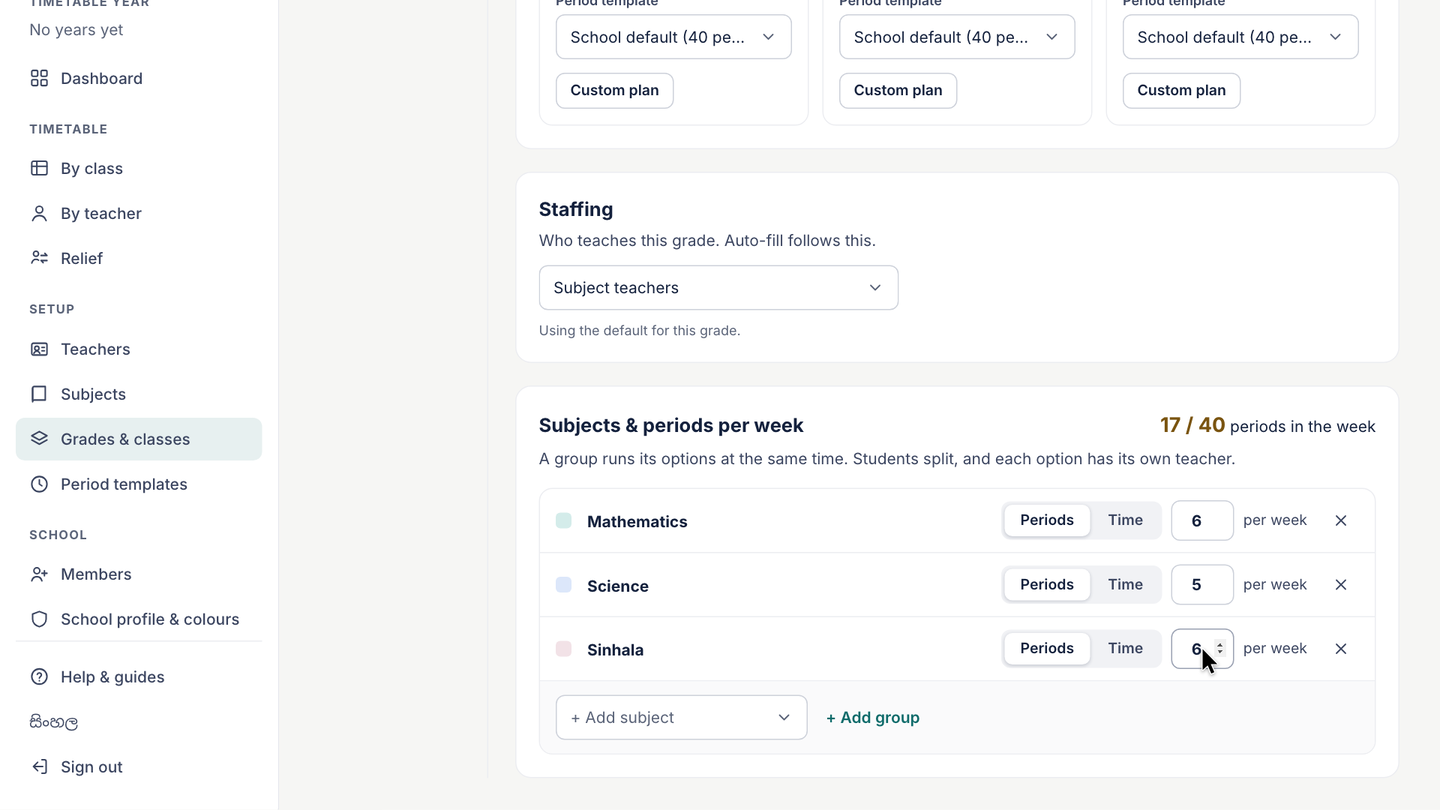 TIMETABLE YEAR
No years yet
Dashboard
TIMETABLE
By class
By teacher
Relief
SETUP
Teachers
Subjects
Grades & classes
Period templates
SCHOOL
Members
School profile & colours
Help & guides
සිංහල
Sign out
Period template Period template Period template
School default (40 pe... School default (40 pe... School default (40 pe...
Custom plan Custom plan Custom plan
Staffing
Who teaches this grade. Auto-fill follows this.
Subject teachers
Using the default for this grade.
Subjects & periods per week 17 / 40 periods in the week
A group runs its options at the same time. Students split, and each option has its own teacher.
Mathematics Periods Time 6 per week
Science Periods Time 5 per week
Sinhala Periods Time 6 per week
+ Add subject + Add group